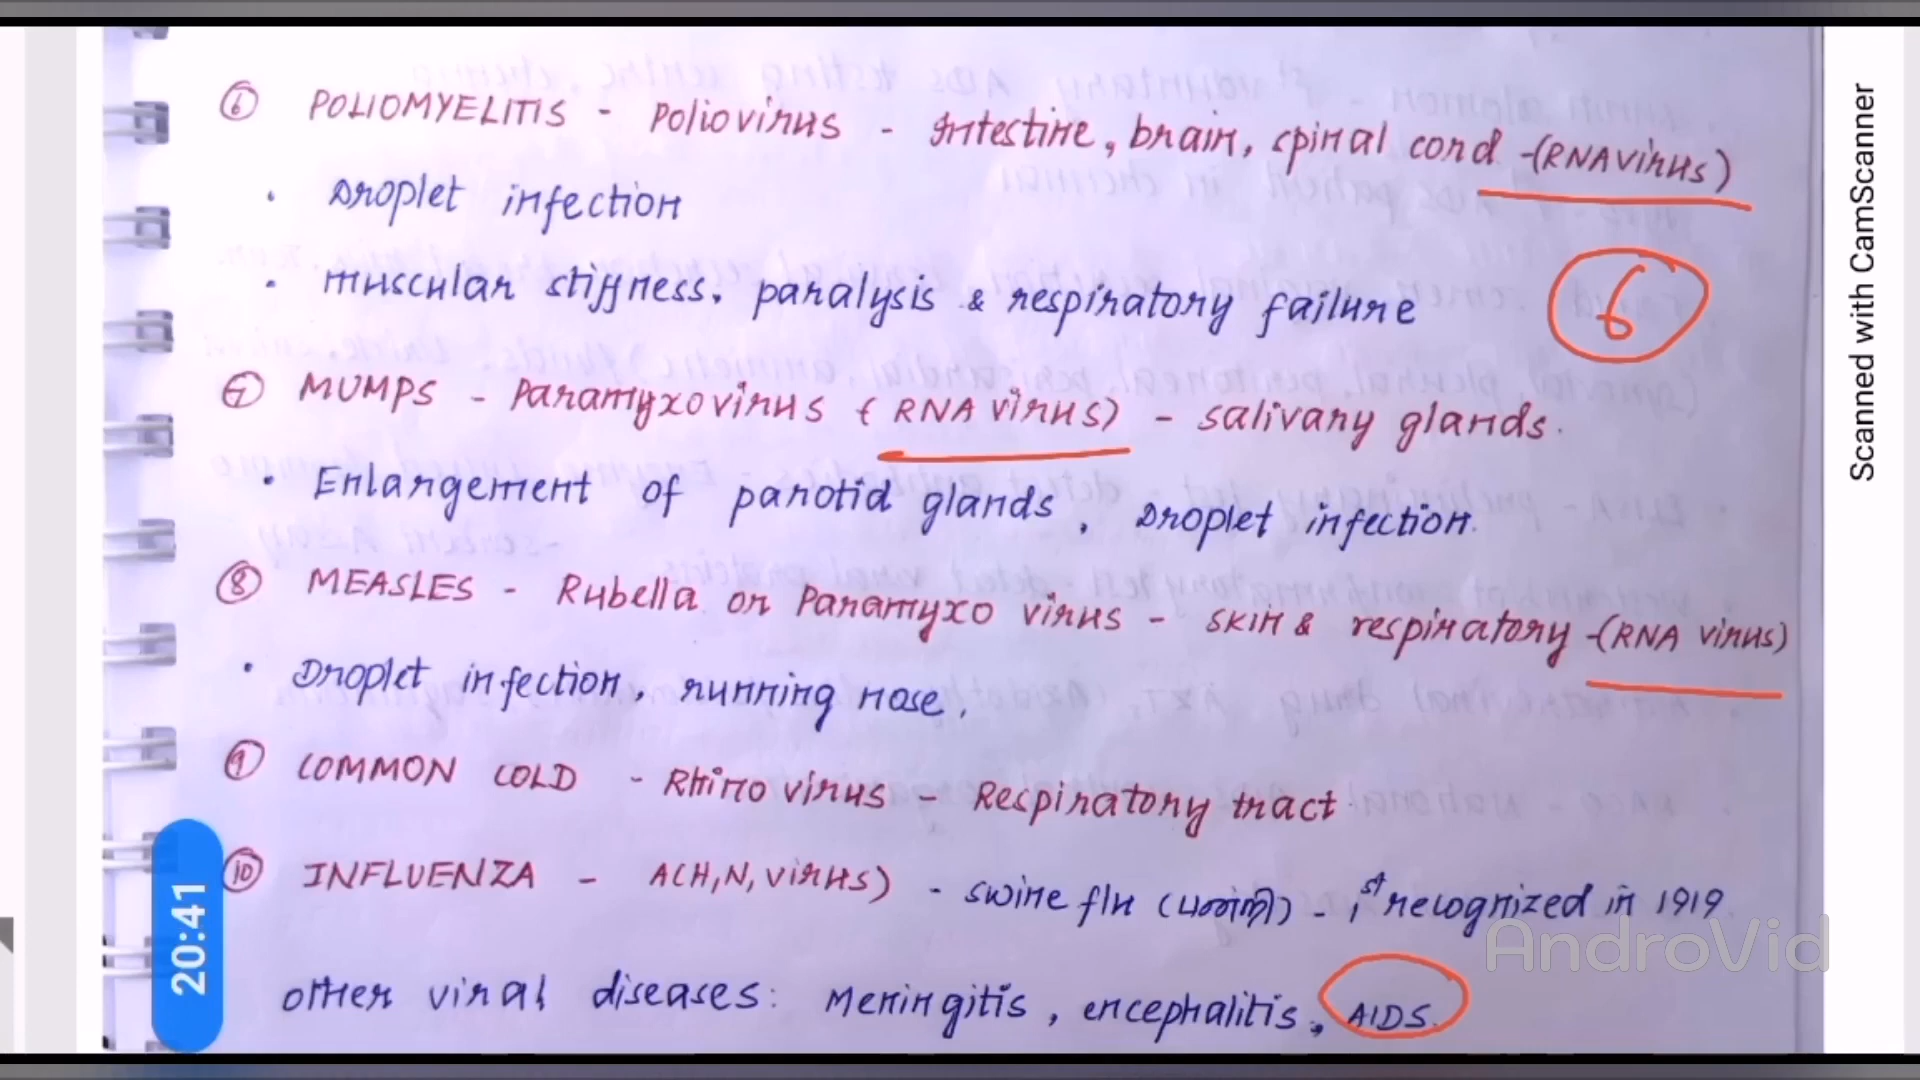 ⑥ POLIOMYELITIS - Poliovirus - Intestine, brain, spinal cord -(RNA virus)
• Droplet infection
• muscular stiffness, paralysis & respiratory failure
6
⑦ MUMPS - Paramyxovirus (RNA virus) - salivary glands.
• Enlargement of parotid glands, Droplet infection.
⑧ MEASLES - Rubella or Paramyxo virus - skin & respiratory -(RNA virus)
• Droplet infection, running nose.
⑨ COMMON COLD - Rhino virus - Respiratory tract
⑩ INFLUENZA - A(H,N, virus) - swine flu (பன்றி) - 1st recognized in 1919
other viral diseases: Meningitis, encephalitis, AIDS.
Scanned with CamScanner
20:41
AndroVid